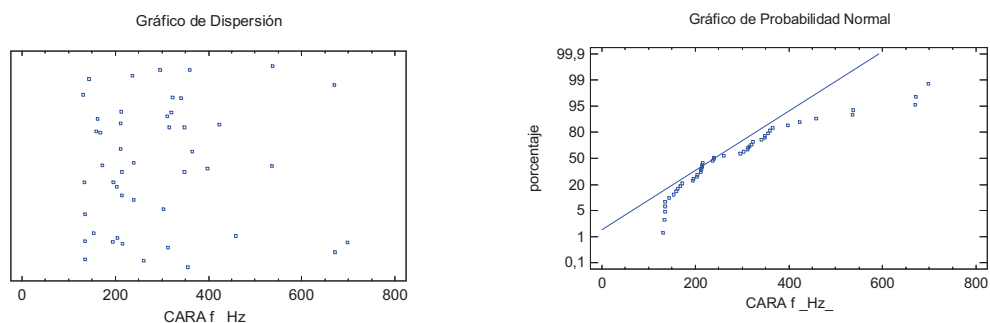 Gráfico de Dispersión
0 200 400 600 800
CARA f_Hz_
Gráfico de Probabilidad Normal
99,9
99
95
80
50
20
5
1
0,1
porcentaje
0 200 400 600 800
CARA f _Hz_